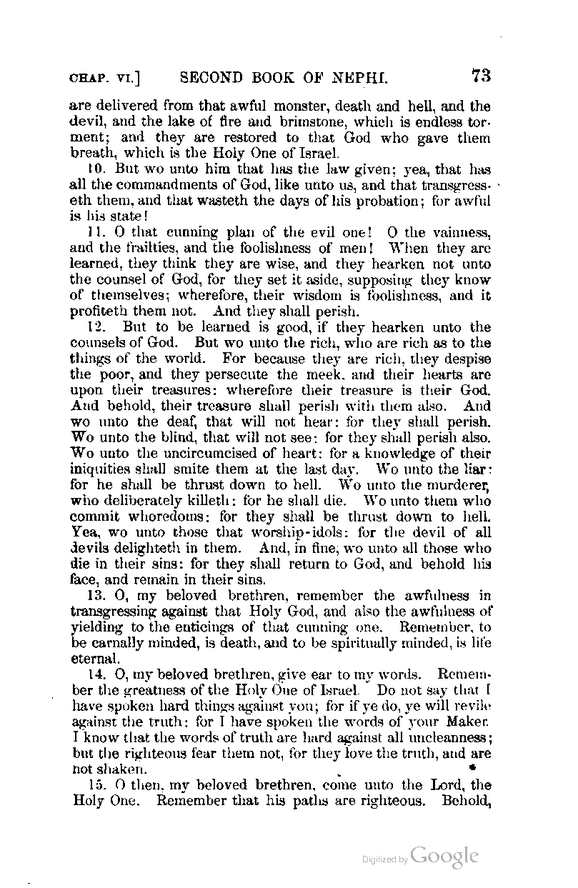 CHAP. VI.] SECOND BOOK OF NEPHI. 73
are delivered from that awful monster, death and hell, and the
devil, and the lake of fire and brimstone, which is endless tor-
ment; and they are restored to that God who gave them
breath, which is the Holy One of Israel.
10. But wo unto him that has the law given; yea, that has
all the commandments of God, like unto us, and that transgress-
eth them, and that wasteth the days of his probation; for awful
is his state!
11. O that cunning plan of the evil one! O the vainness,
and the frailties, and the foolishness of men! When they are
learned, they think they are wise, and they hearken not unto
the counsel of God, for they set it aside, supposing they know
of themselves; wherefore, their wisdom is foolishness, and it
profiteth them not. And they shall perish.
12. But to be learned is good, if they hearken unto the
counsels of God. But wo unto the rich, who are rich as to the
things of the world. For because they are rich, they despise
the poor, and they persecute the meek, and their hearts are
upon their treasures: wherefore their treasure is their God.
And behold, their treasure shall perish with them also. And
wo unto the deaf, that will not hear: for they shall perish.
Wo unto the blind, that will not see: for they shall perish also.
Wo unto the uncircumcised of heart: for a knowledge of their
iniquities shall smite them at the last day. Wo unto the liar:
for he shall be thrust down to hell. Wo unto the murderer,
who deliberately killeth: for he shall die. Wo unto them who
commit whoredoms: for they shall be thrust down to hell.
Yea, wo unto those that worship-idols: for the devil of all
devils delighteth in them. And, in fine, wo unto all those who
die in their sins: for they shall return to God, and behold his
face, and remain in their sins.
13. O, my beloved brethren, remember the awfulness in
transgressing against that Holy God, and also the awfulness of
yielding to the enticings of that cunning one. Remember, to
be carnally minded, is death, and to be spiritually minded, is life
eternal.
14. O, my beloved brethren, give ear to my words. Remem-
ber the greatness of the Holy One of Israel. Do not say that I
have spoken hard things against you; for if ye do, ye will revile
against the truth: for I have spoken the words of your Maker.
I know that the words of truth are hard against all uncleanness;
but the righteous fear them not, for they love the truth, and are
not shaken.
15. O then, my beloved brethren, come unto the Lord, the
Holy One. Remember that his paths are righteous. Behold,
Digitized by Google